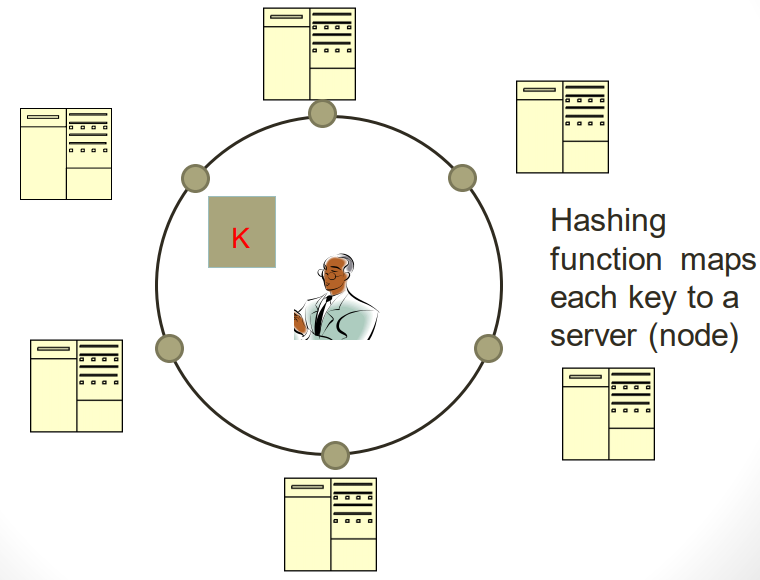 K
Hashing
function maps
each key to a
server (node)